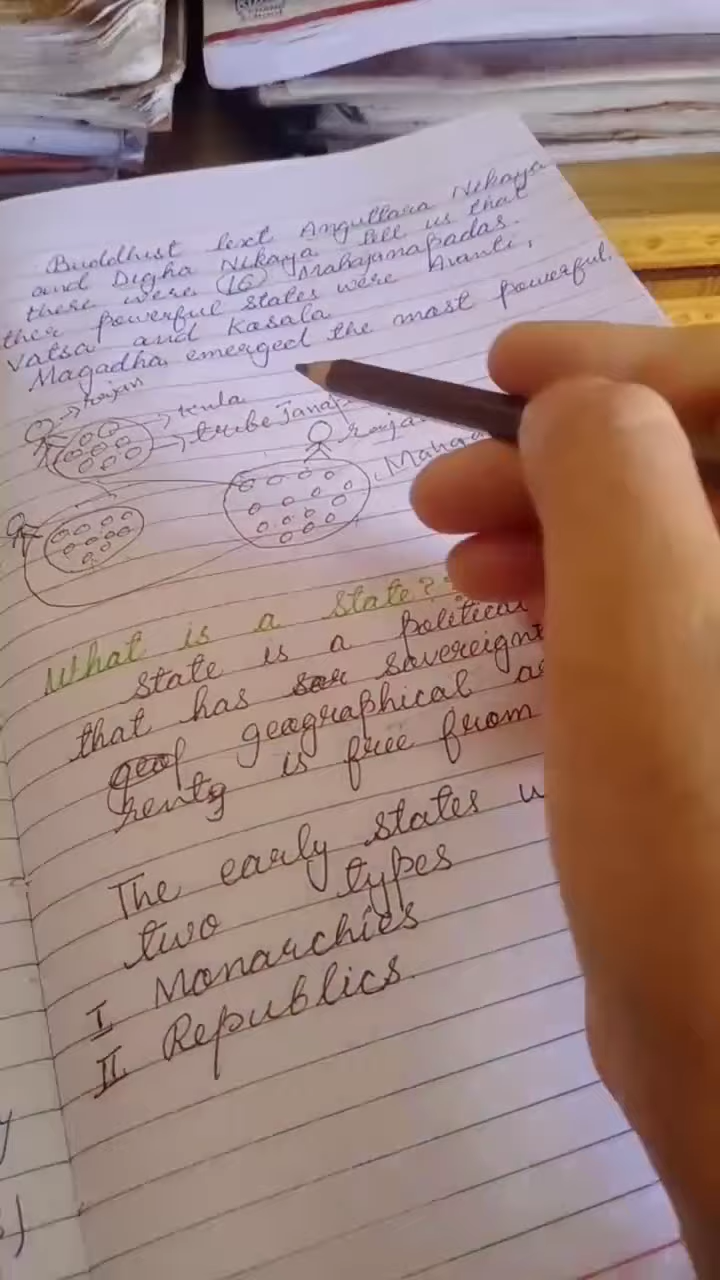 Buddhist text Anguttara Nikaya
and Digha Nikaya tell us that
there were 16 Mahajanapadas.
ther powerful states were Avanti,
Vatsa and Kasala
Magadha emerged the most powerful.
rajan
kula
tribe Jana
raja
What is a state?
state is a political
that has sovereign
geographical
is free from
The early states
two types
I Monarchies
II Republics.